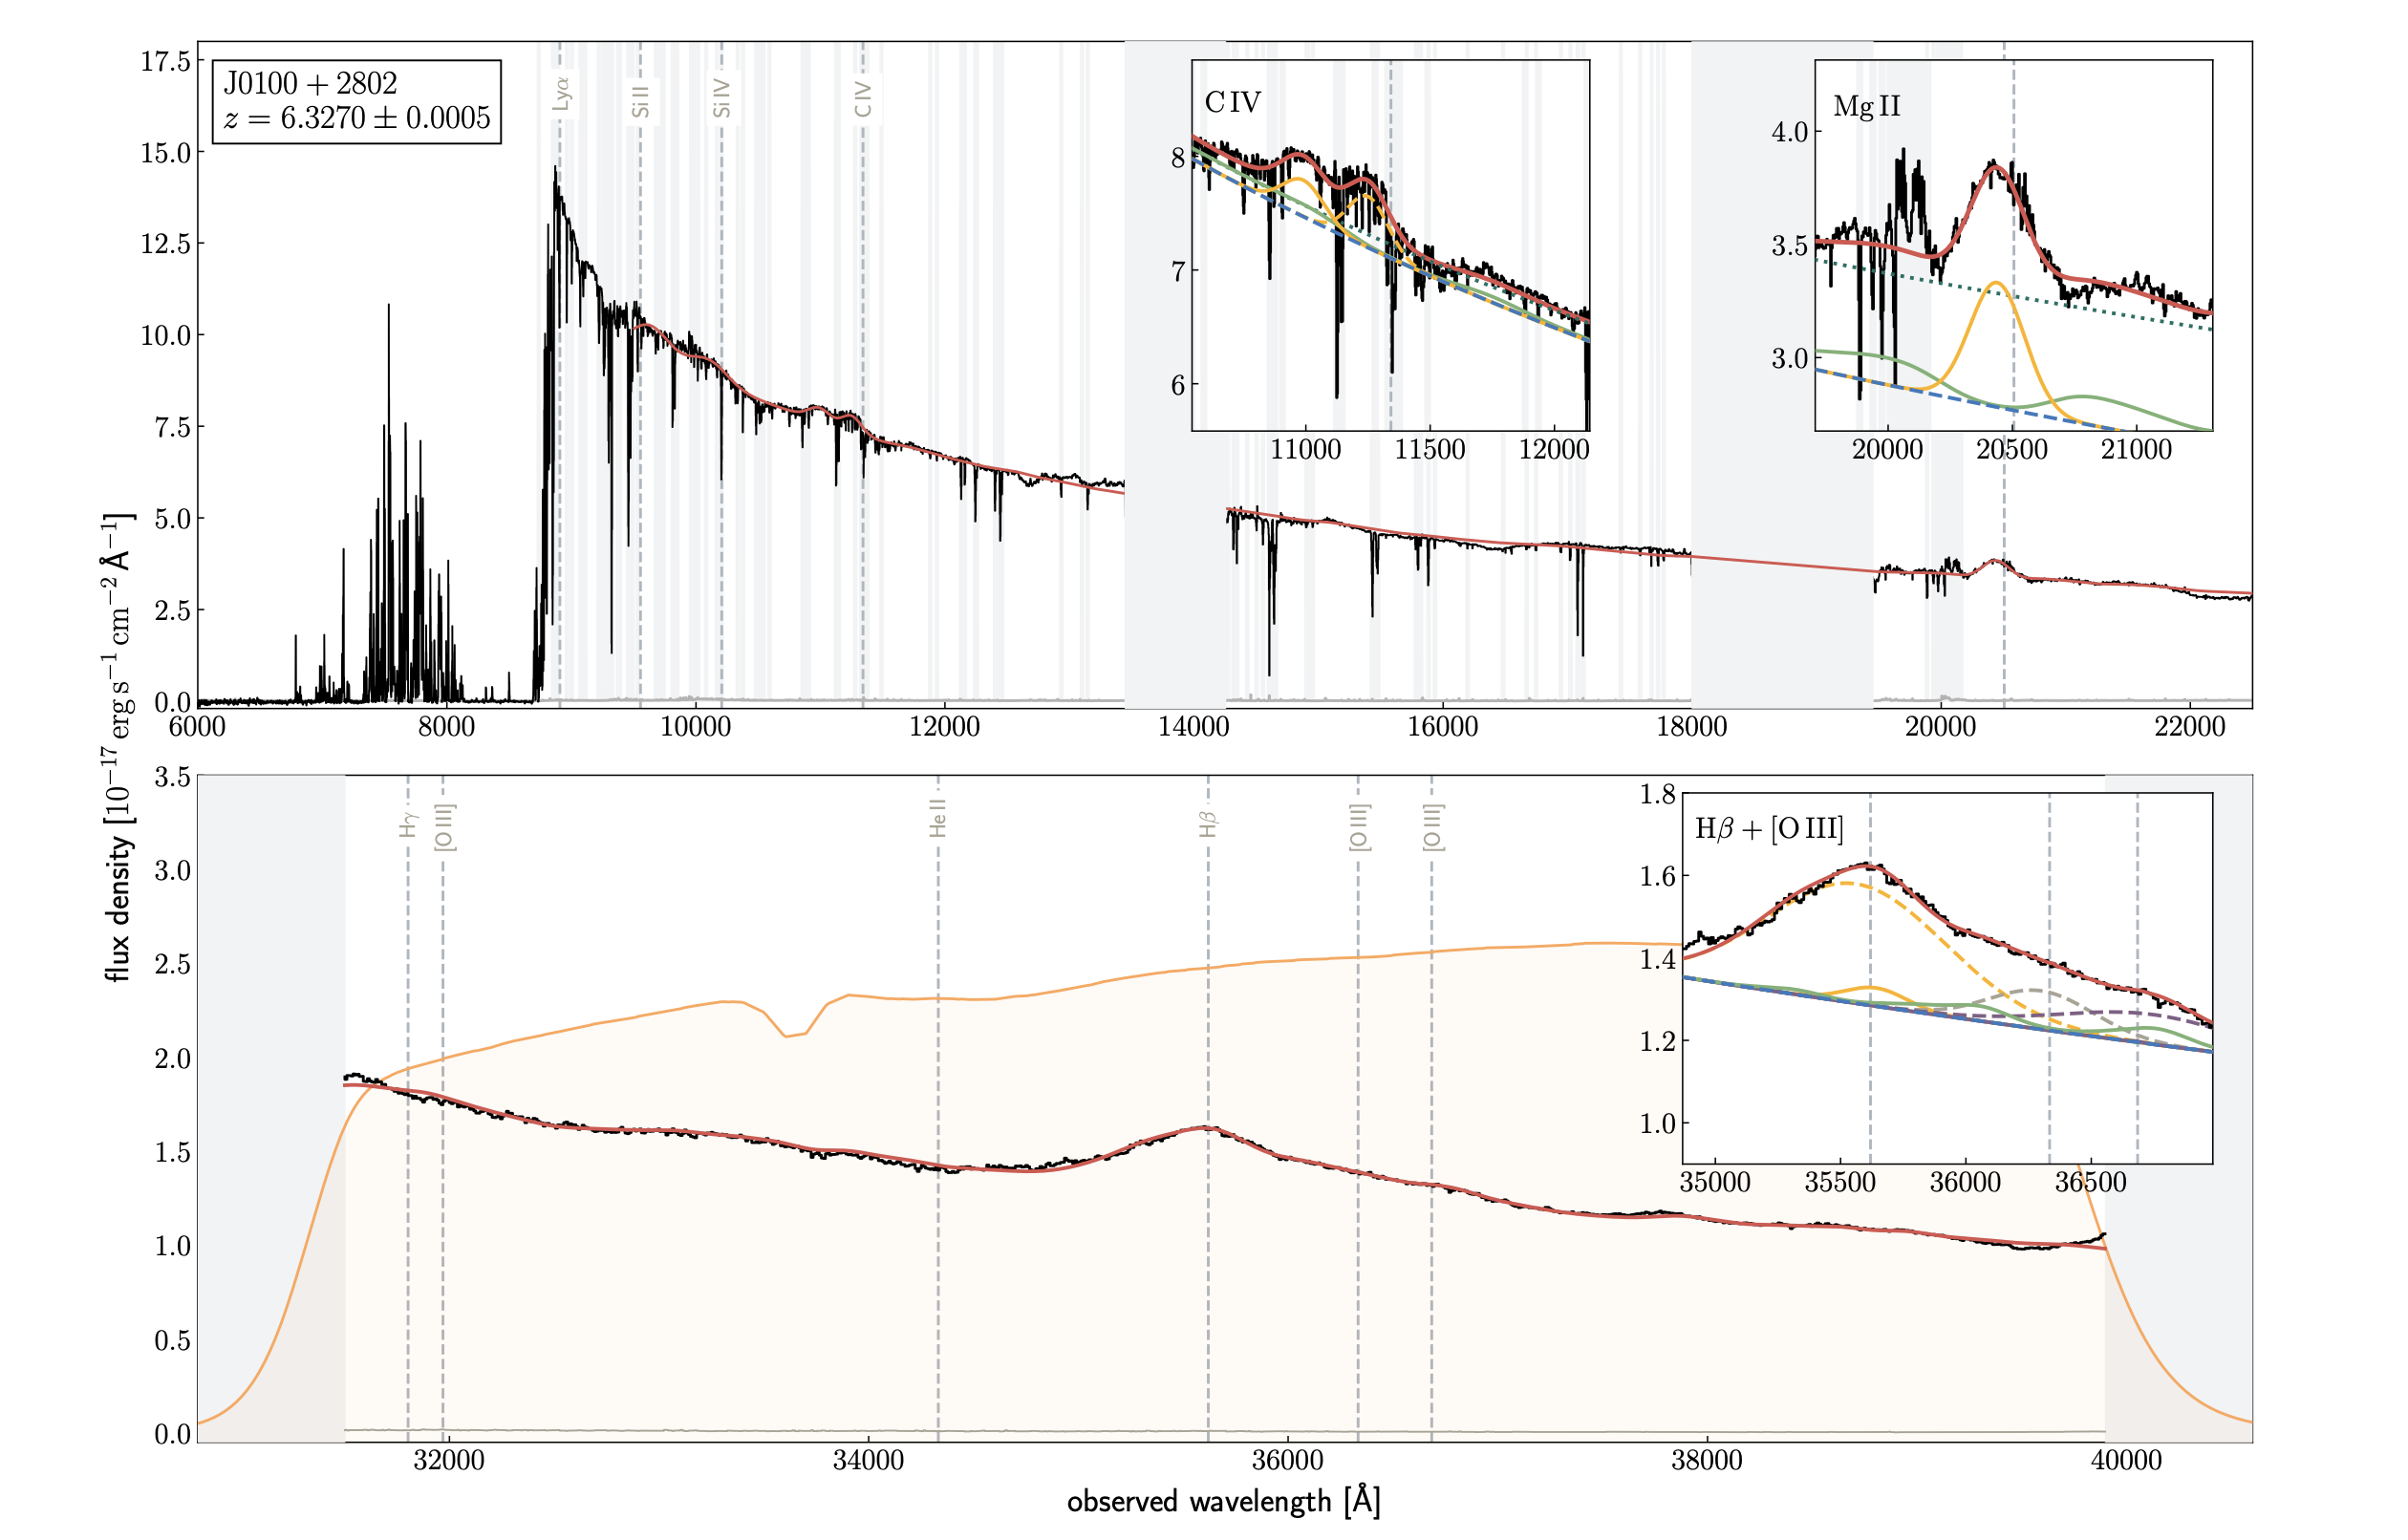 J0100 + 2802
z = 6.3270 ± 0.0005
Lyα
Si II
Si IV
C IV
17.5
15.0
12.5
10.0
7.5
5.0
2.5
0.0
6000 8000 10000 12000 14000 16000 18000 20000 22000
C IV
8
7
6
11000 11500 12000
Mg II
4.0
3.5
3.0
20000 20500 21000
flux density [10⁻¹⁷ erg s⁻¹ cm⁻² Å⁻¹]
3.5
3.0
2.5
2.0
1.5
1.0
0.5
0.0
Hγ
[O III]
He II
Hβ
[O III]
[O III]
Hβ + [O III]
1.8
1.6
1.4
1.2
1.0
35000 35500 36000 36500
32000 34000 36000 38000 40000
observed wavelength [Å]